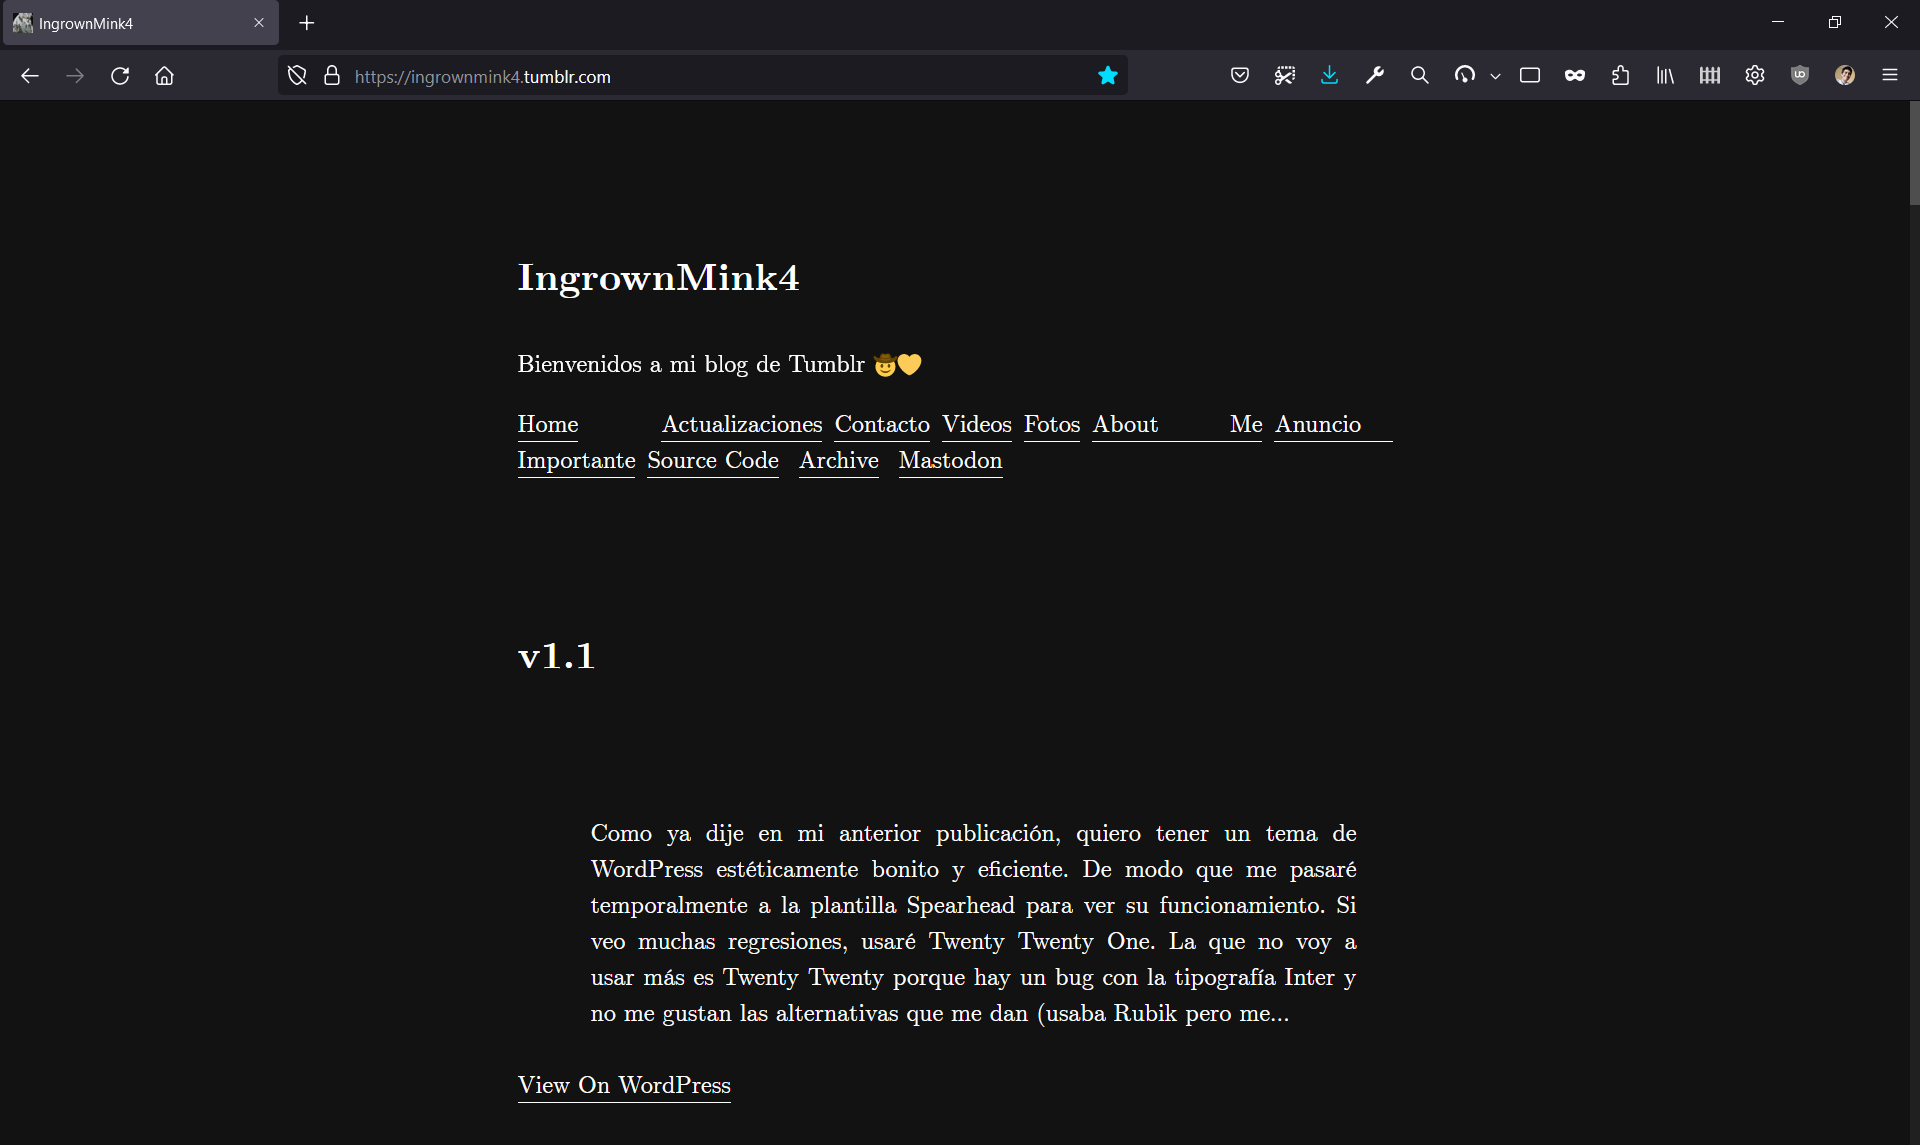 IngrownMink4
https://ingrownmink4.tumblr.com
IngrownMink4
Bienvenidos a mi blog de Tumblr 🤠💛
Home Actualizaciones Contacto Videos Fotos About Me Anuncio
Importante Source Code Archive Mastodon
v1.1
Como ya dije en mi anterior publicación, quiero tener un tema de
WordPress estéticamente bonito y eficiente. De modo que me pasaré
temporalmente a la plantilla Spearhead para ver su funcionamiento. Si
veo muchas regresiones, usaré Twenty Twenty One. La que no voy a
usar más es Twenty Twenty porque hay un bug con la tipografía Inter y
no me gustan las alternativas que me dan (usaba Rubik pero me...
View On WordPress